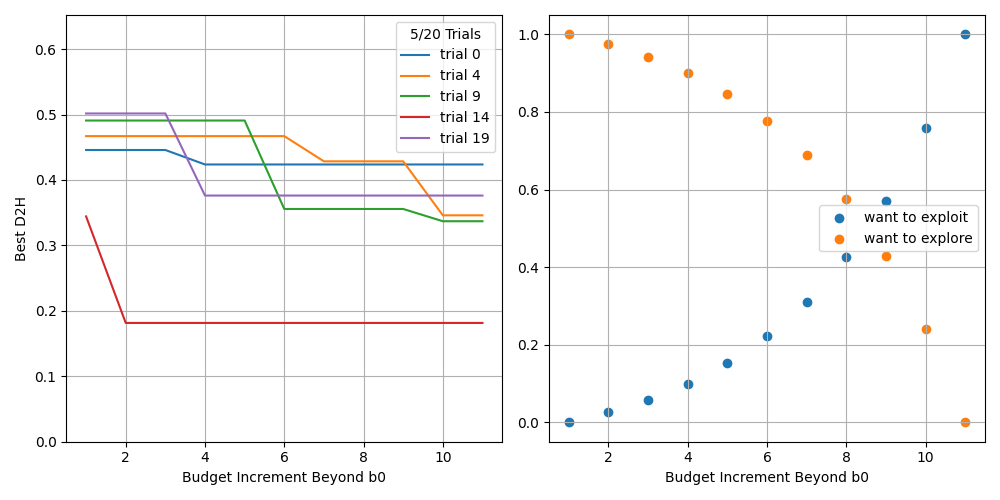 5/20 Trials
trial 0
trial 4
trial 9
trial 14
trial 19
Best D2H
0.6
0.5
0.4
0.3
0.2
0.1
0.0
2 4 6 8 10
Budget Increment Beyond b0
1.0
0.8
0.6
0.4
0.2
0.0
want to exploit
want to explore
2 4 6 8 10
Budget Increment Beyond b0